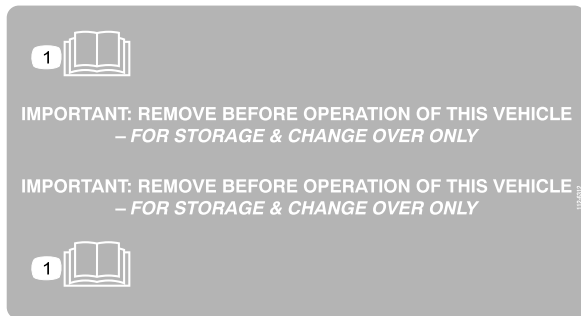 1
IMPORTANT: REMOVE BEFORE OPERATION OF THIS VEHICLE
– FOR STORAGE & CHANGE OVER ONLY
IMPORTANT: REMOVE BEFORE OPERATION OF THIS VEHICLE
– FOR STORAGE & CHANGE OVER ONLY
1